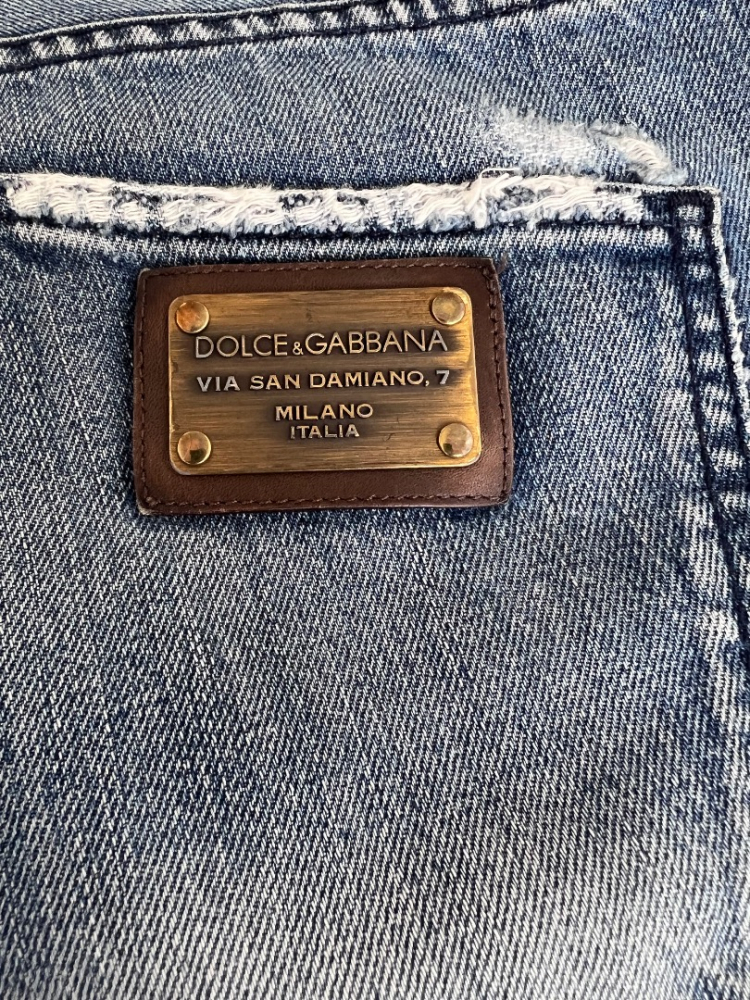 DOLCE&GABBANA
VIA SAN DAMIANO, 7
MILANO
ITALIA